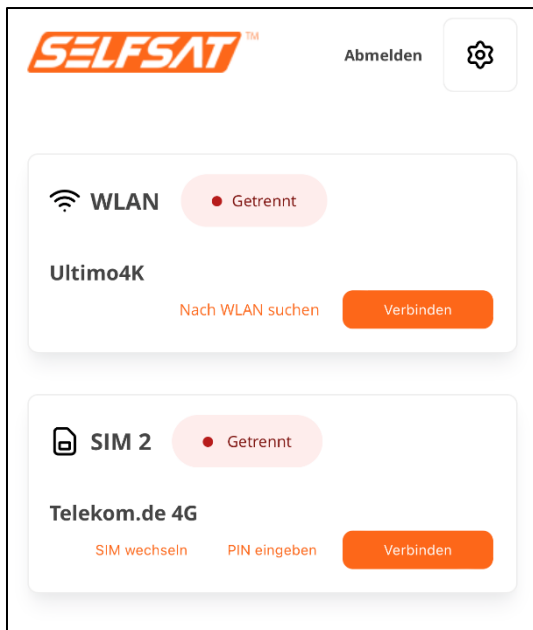 SELFSAT™
Abmelden
WLAN
Getrennt
Ultimo4K
Nach WLAN suchen
Verbinden
SIM 2
Getrennt
Telekom.de 4G
SIM wechseln
PIN eingeben
Verbinden